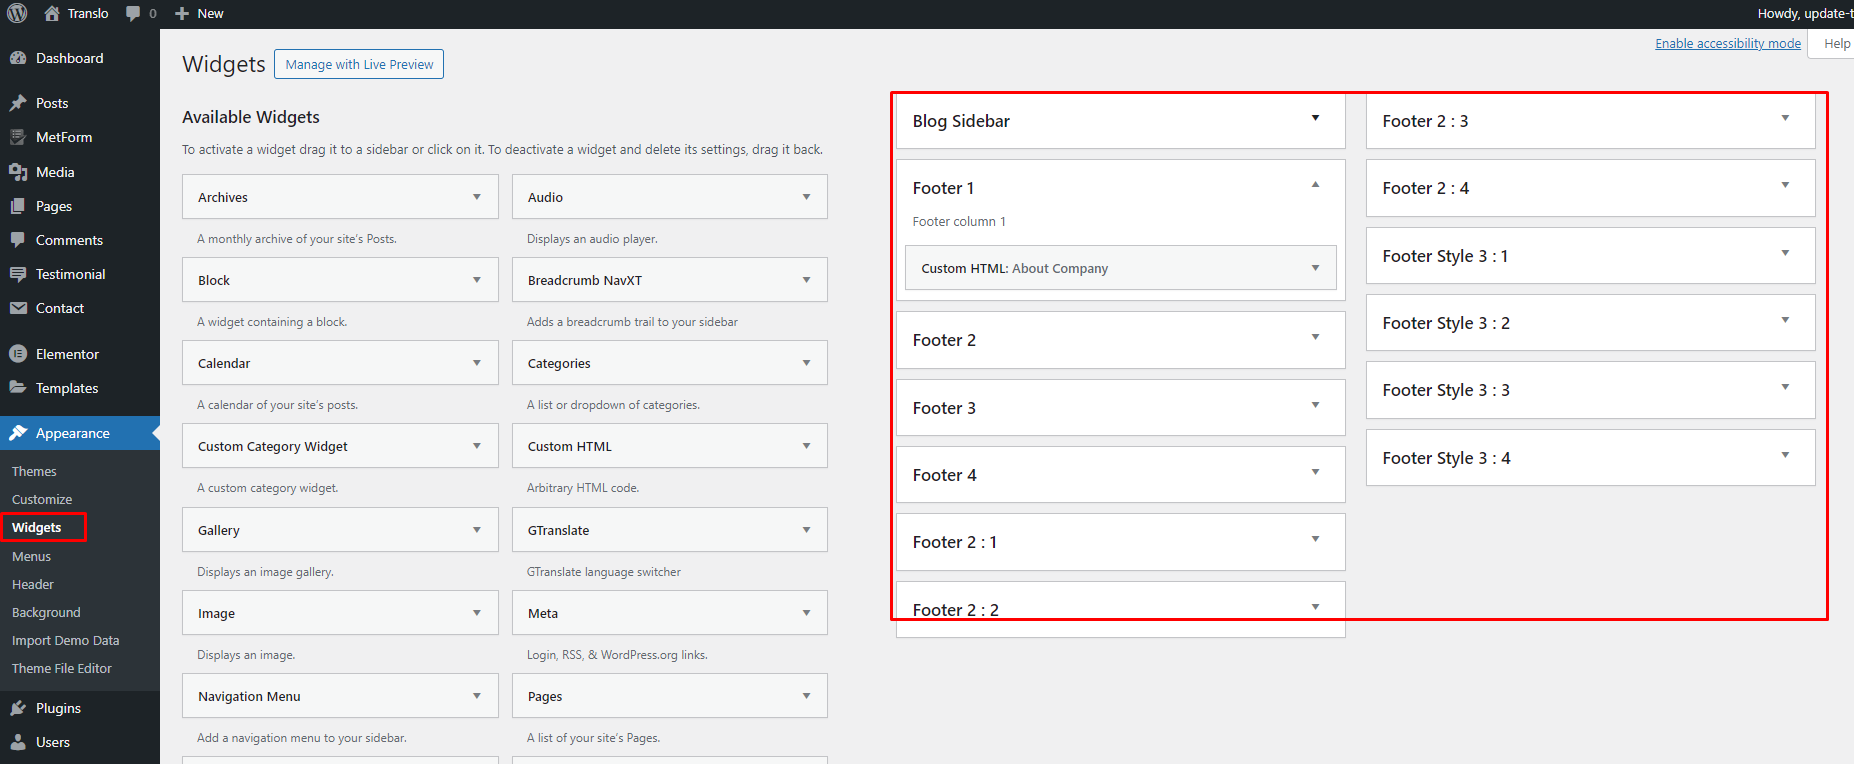 Translo 0 New Howdy, update-t
Enable accessibility mode Help
Dashboard
Posts
MetForm
Media
Pages
Comments
Testimonial
Contact
Elementor
Templates
Appearance
Themes
Customize
Widgets
Menus
Header
Background
Import Demo Data
Theme File Editor
Plugins
Users
Widgets Manage with Live Preview
Available Widgets
To activate a widget drag it to a sidebar or click on it. To deactivate a widget and delete its settings, drag it back.
Archives
A monthly archive of your site's Posts.
Audio
Displays an audio player.
Block
A widget containing a block.
Breadcrumb NavXT
Adds a breadcrumb trail to your sidebar
Calendar
A calendar of your site's posts.
Categories
A list or dropdown of categories.
Custom Category Widget
A custom category widget.
Custom HTML
Arbitrary HTML code.
Gallery
Displays an image gallery.
GTranslate
GTranslate language switcher
Image
Displays an image.
Meta
Login, RSS, & WordPress.org links.
Navigation Menu
Add a navigation menu to your sidebar.
Pages
A list of your site's Pages.
Blog Sidebar
Footer 1
Footer column 1
Custom HTML: About Company
Footer 2
Footer 3
Footer 4
Footer 2 : 1
Footer 2 : 2
Footer 2 : 3
Footer 2 : 4
Footer Style 3 : 1
Footer Style 3 : 2
Footer Style 3 : 3
Footer Style 3 : 4